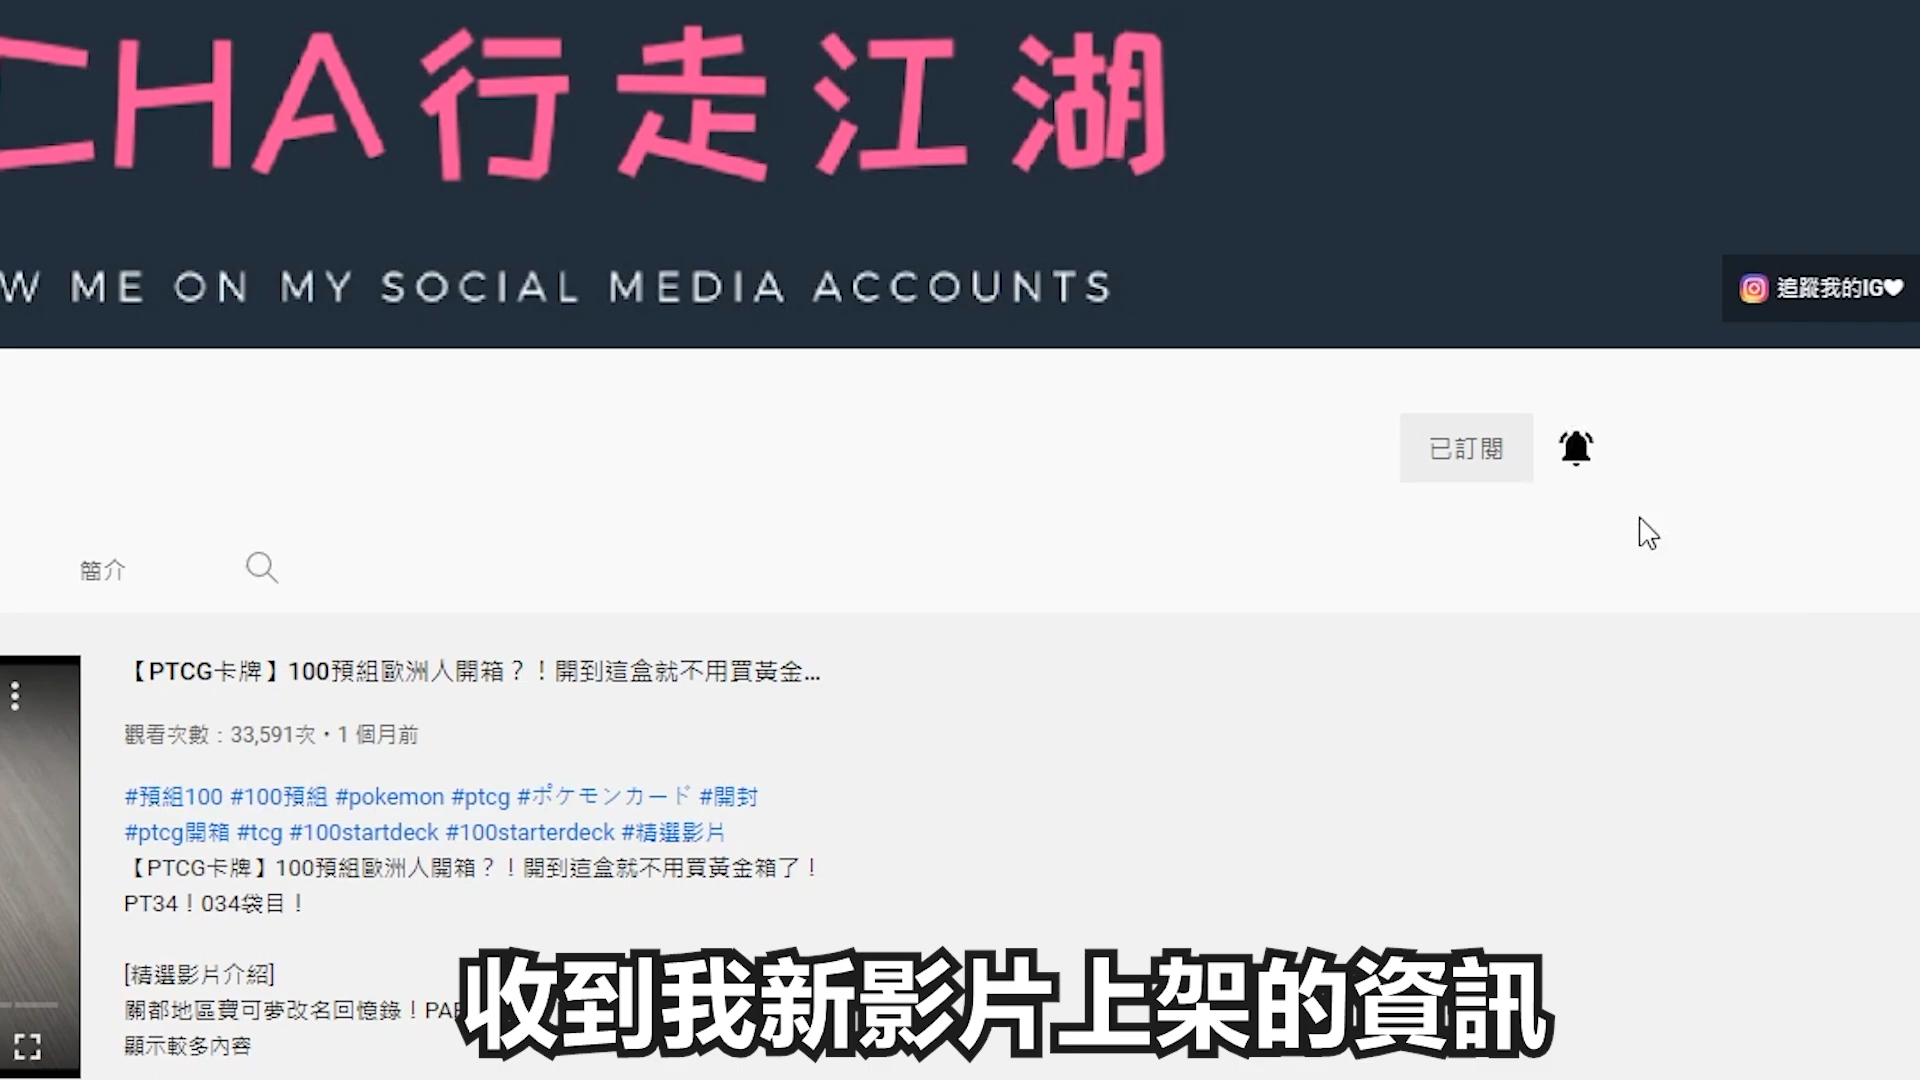 CHA行走江湖
W ME ON MY SOCIAL MEDIA ACCOUNTS
追蹤我的IG
已訂閱
簡介
【PTCG卡牌】100預組歐洲人開箱？！開到這盒就不用買黃金...
觀看次數：33,591次・1 個月前
#預組100 #100預組 #pokemon #ptcg #ポケモンカード #開封
#ptcg開箱 #tcg #100startdeck #100starterdeck #精選影片
【PTCG卡牌】100預組歐洲人開箱？！開到這盒就不用買黃金箱了！
PT34！034袋目！
[精選影片介紹]
關都地區寶可夢改名回憶錄！PAR
顯示較多內容
收到我新影片上架的資訊